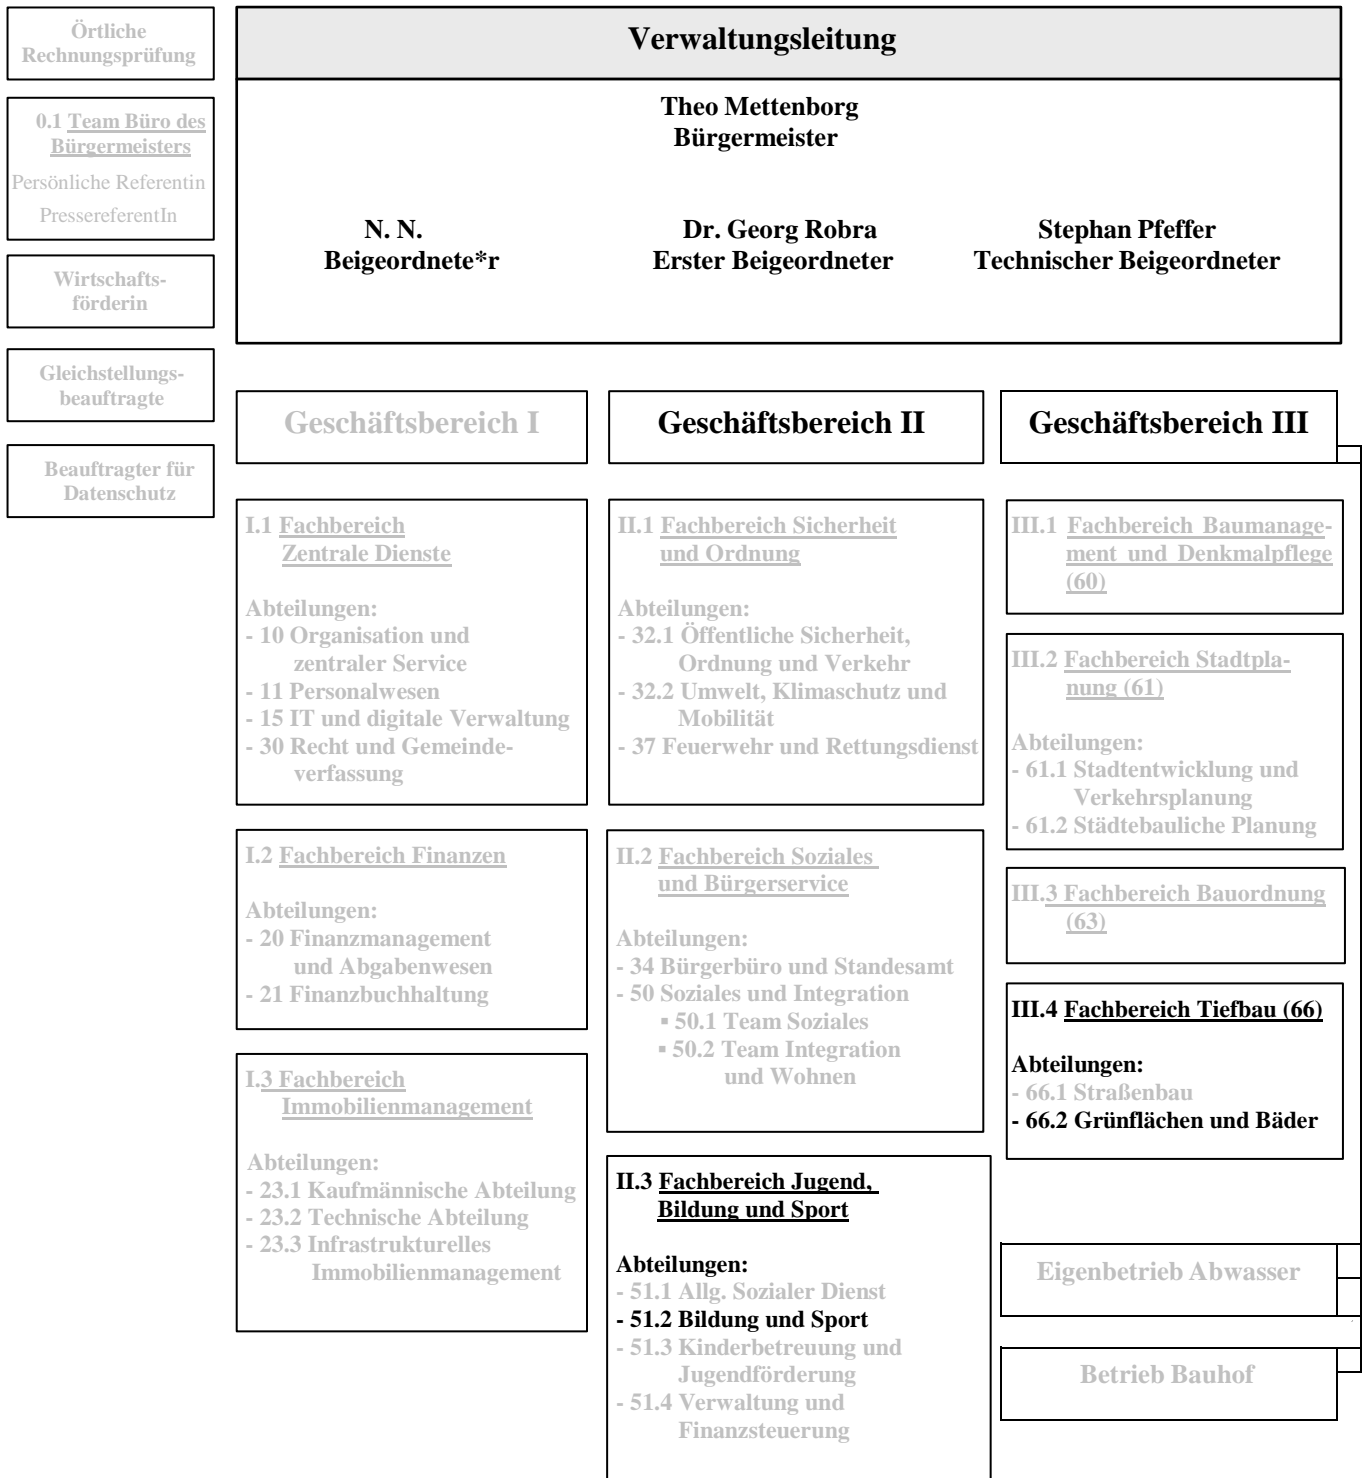 Örtliche
Rechnungsprüfung
0.1 Team Büro des
Bürgermeisters
Persönliche Referentin
PressereferentIn
Wirtschafts-
förderin
Gleichstellungs-
beauftragte
Beauftragter für
Datenschutz
Verwaltungsleitung
Theo Mettenborg
Bürgermeister
N. N.
Beigeordnete*r
Dr. Georg Robra
Erster Beigeordneter
Stephan Pfeffer
Technischer Beigeordneter
Geschäftsbereich I
I.1 Fachbereich
Zentrale Dienste
Abteilungen:
- 10 Organisation und
zentraler Service
- 11 Personalwesen
- 15 IT und digitale Verwaltung
- 30 Recht und Gemeinde-
verfassung
I.2 Fachbereich Finanzen
Abteilungen:
- 20 Finanzmanagement
und Abgabenwesen
- 21 Finanzbuchhaltung
I.3 Fachbereich
Immobilienmanagement
Abteilungen:
- 23.1 Kaufmännische Abteilung
- 23.2 Technische Abteilung
- 23.3 Infrastrukturelles
Immobilienmanagement
Geschäftsbereich II
II.1 Fachbereich Sicherheit
und Ordnung
Abteilungen:
- 32.1 Öffentliche Sicherheit,
Ordnung und Verkehr
- 32.2 Umwelt, Klimaschutz und
Mobilität
- 37 Feuerwehr und Rettungsdienst
II.2 Fachbereich Soziales
und Bürgerservice
Abteilungen:
- 34 Bürgerbüro und Standesamt
- 50 Soziales und Integration
▪ 50.1 Team Soziales
▪ 50.2 Team Integration
und Wohnen
II.3 Fachbereich Jugend,
Bildung und Sport
Abteilungen:
- 51.1 Allg. Sozialer Dienst
- 51.2 Bildung und Sport
- 51.3 Kinderbetreuung und
Jugendförderung
- 51.4 Verwaltung und
Finanzsteuerung
Geschäftsbereich III
III.1 Fachbereich Baumanage-
ment und Denkmalpflege
(60)
III.2 Fachbereich Stadtpla-
nung (61)
Abteilungen:
- 61.1 Stadtentwicklung und
Verkehrsplanung
- 61.2 Städtebauliche Planung
III.3 Fachbereich Bauordnung
(63)
III.4 Fachbereich Tiefbau (66)
Abteilungen:
- 66.1 Straßenbau
- 66.2 Grünflächen und Bäder
Eigenbetrieb Abwasser
Betrieb Bauhof